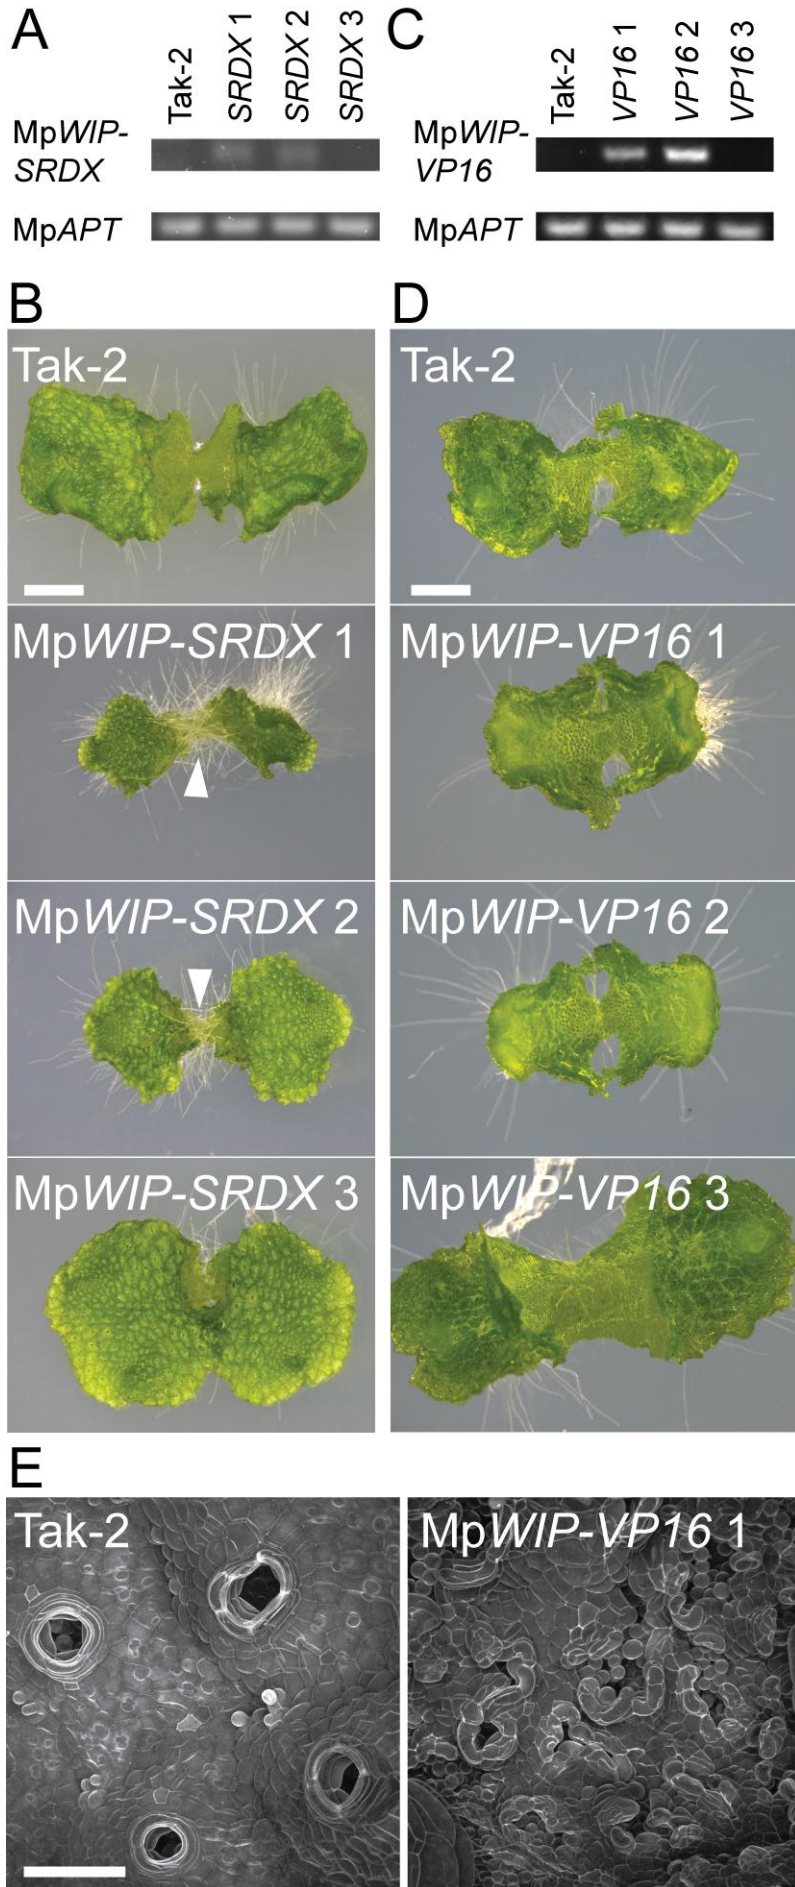 A
Tak-2
SRDX 1
SRDX 2
SRDX 3
MpWIP-
SRDX
MpAPT
C
Tak-2
VP16 1
VP16 2
VP16 3
MpWIP-
VP16
MpAPT
B
Tak-2
MpWIP-SRDX 1
MpWIP-SRDX 2
MpWIP-SRDX 3
D
Tak-2
MpWIP-VP16 1
MpWIP-VP16 2
MpWIP-VP16 3
E
Tak-2
MpWIP-VP16 1